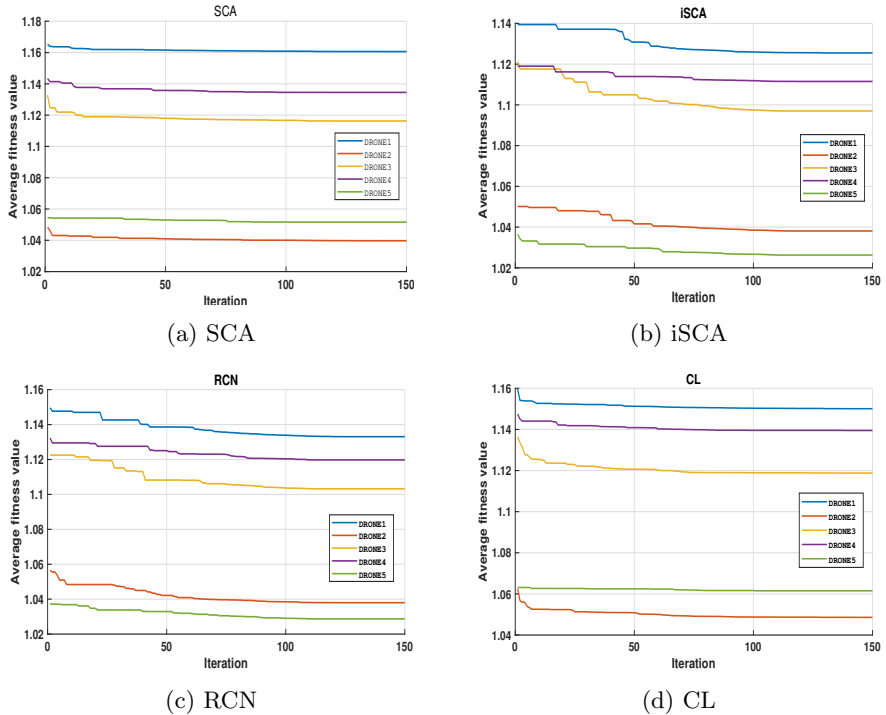 SCA
Average fitness value
1.18
1.16
1.14
1.12
1.1
1.08
1.06
1.04
1.02
0 50 100 150
Iteration
DRONE1
DRONE2
DRONE3
DRONE4
DRONE5
(a) SCA
iSCA
Average fitness value
1.14
1.12
1.1
1.08
1.06
1.04
1.02
0 50 100 150
Iteration
DRONE1
DRONE2
DRONE3
DRONE4
DRONE5
(b) iSCA
RCN
Average fitness value
1.16
1.14
1.12
1.1
1.08
1.06
1.04
1.02
0 50 100 150
Iteration
DRONE1
DRONE2
DRONE3
DRONE4
DRONE5
(c) RCN
CL
Average fitness value
1.16
1.14
1.12
1.1
1.08
1.06
1.04
0 50 100 150
Iteration
DRONE1
DRONE2
DRONE3
DRONE4
DRONE5
(d) CL